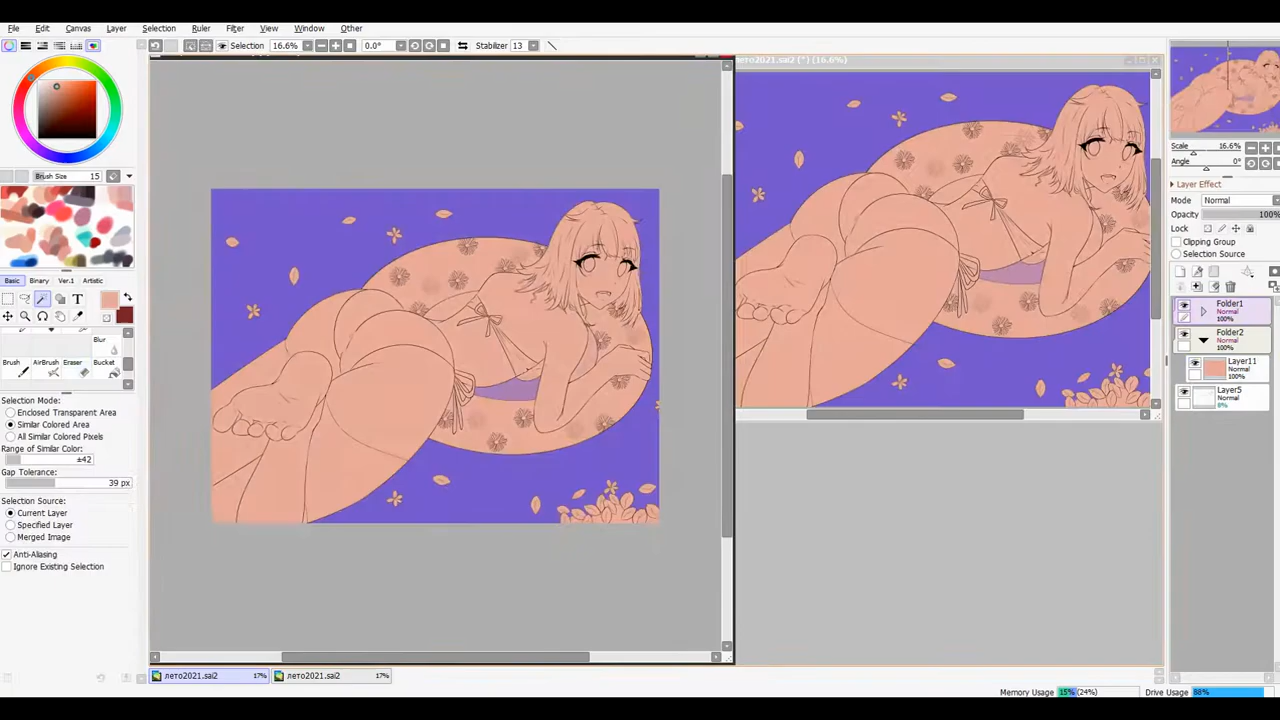 File Edit Canvas Layer Selection Ruler Filter View Window Other
Selection 16.6% 0.0° Stabilizer 13
лето2021.sai2 (*) (16.6%)
Scale 16.6%
Angle 0°
Brush Size 15
Layer Effect
Mode Normal
Opacity 100%
Lock
Clipping Group
Selection Source
Basic Binary Ver.1 Artistic
T
Blur
Brush AirBrush Eraser Bucket
Selection Mode:
Enclosed Transparent Area
Similar Colored Area
All Similar Colored Pixels
Range of Similar Color:
±42
Gap Tolerance:
39 px
Selection Source:
Current Layer
Specified Layer
Merged Image
Anti-Aliasing
Ignore Existing Selection
Folder1
Normal
100%
Folder2
Normal
100%
Layer11
Normal
100%
Layer5
Normal
лето2021.sai2 17% лето2021.sai2 17%
Memory Usage 15% (24%) Drive Usage 88%